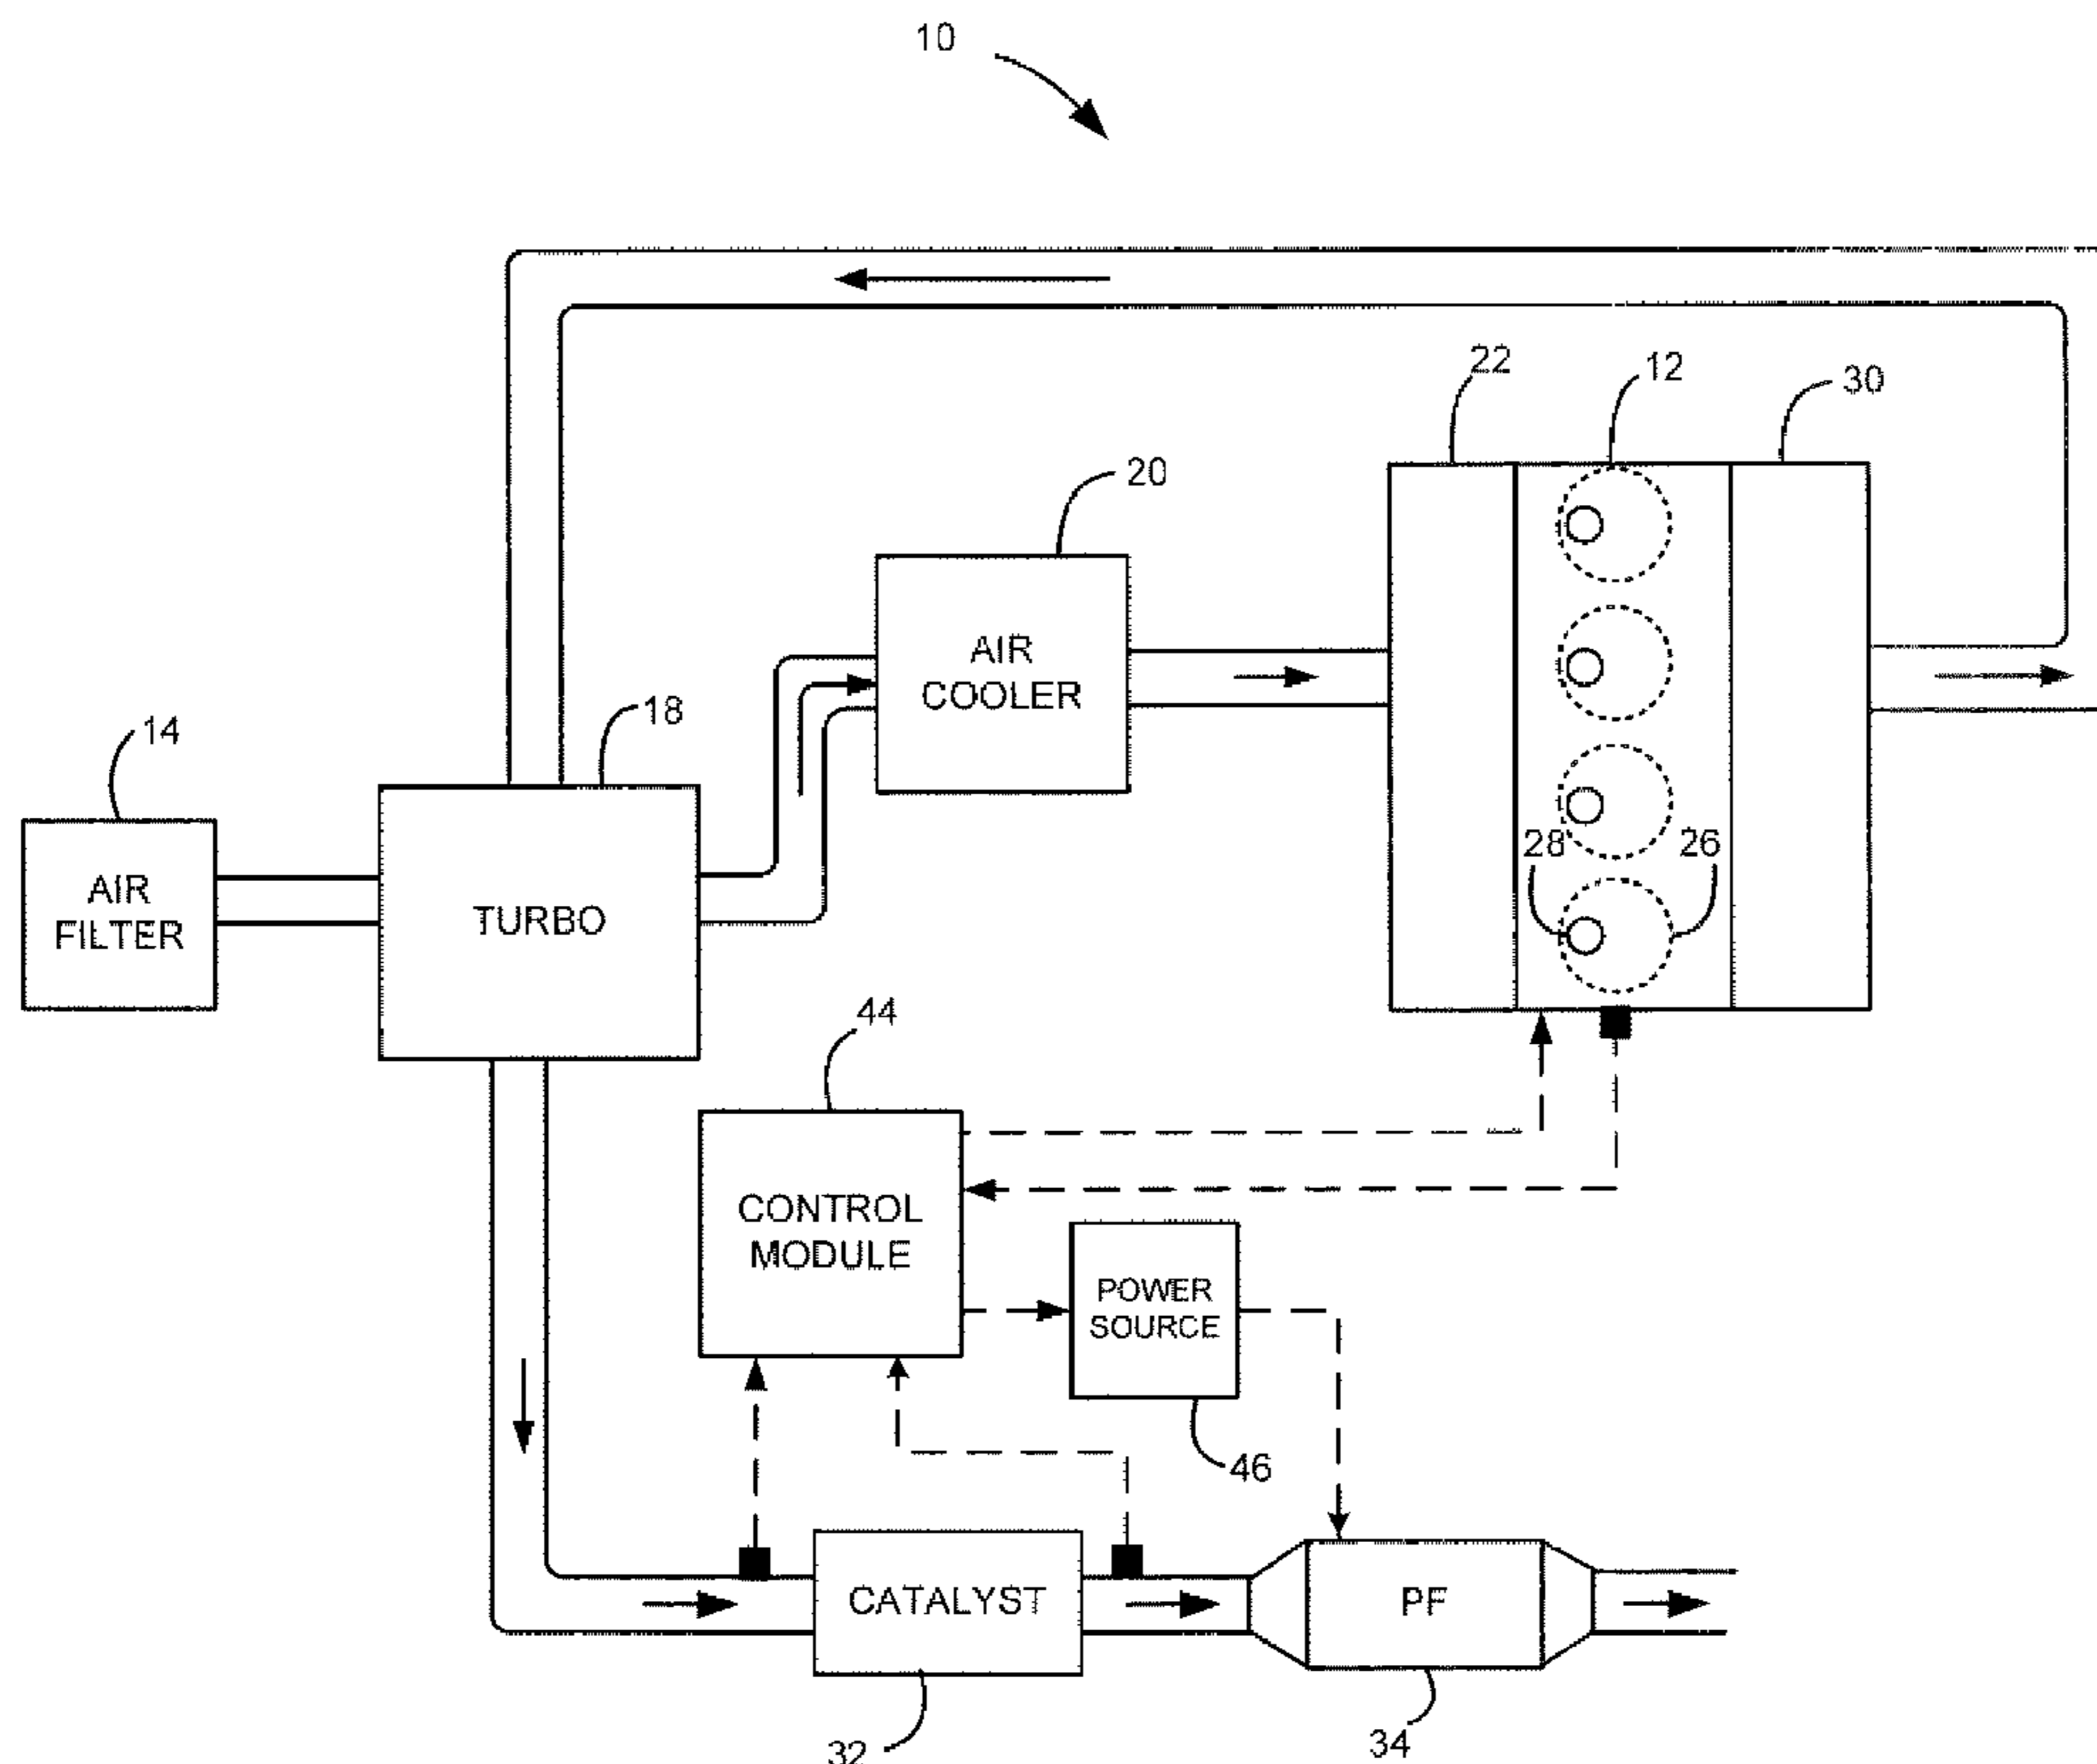 10
22
12
30
20
AIR
COOLER
14
18
AIR
FILTER
TURBO
28
26
44
CONTROL
MODULE
POWER
SOURCE
46
CATALYST
PF
32
34